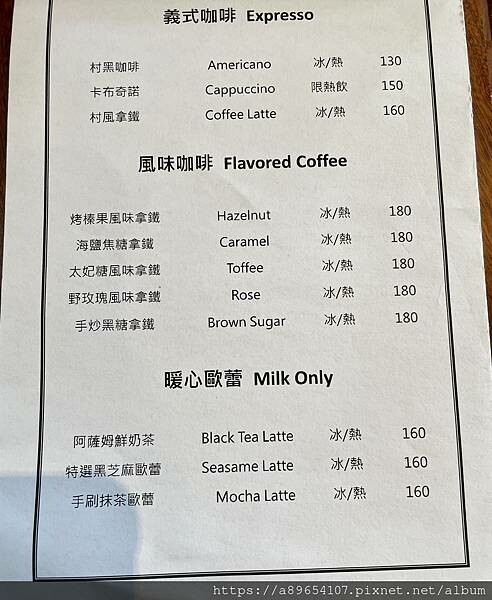 義式咖啡 Expresso
村黑咖啡 Americano 冰/熱 130
卡布奇諾 Cappuccino 限熱飲 150
村風拿鐵 Coffee Latte 冰/熱 160
風味咖啡 Flavored Coffee
烤榛果風味拿鐵 Hazelnut 冰/熱 180
海鹽焦糖拿鐵 Caramel 冰/熱 180
太妃糖風味拿鐵 Toffee 冰/熱 180
野玫瑰風味拿鐵 Rose 冰/熱 180
手炒黑糖拿鐵 Brown Sugar 冰/熱 180
暖心歐蕾 Milk Only
阿薩姆鮮奶茶 Black Tea Latte 冰/熱 160
特選黑芝麻歐蕾 Seasame Latte 冰/熱 160
手刷抹茶歐蕾 Mocha Latte 冰/熱 160
https://a89654107.pixnet.net/album